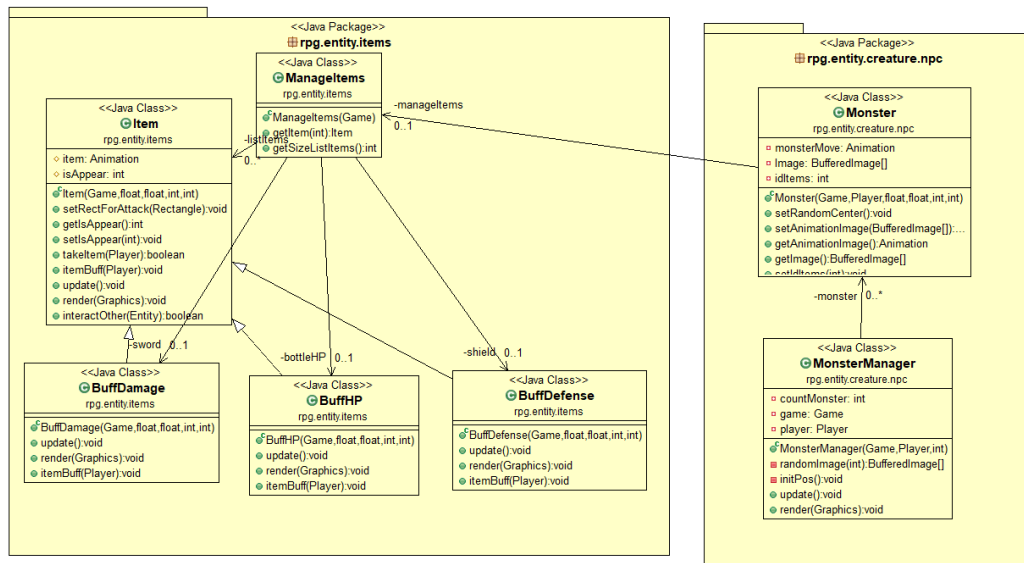 <<Java Package>>
rpg.entity.items
<<Java Class>>
ManageItems
rpg.entity.items
ManageItems(Game)
getItem(int):Item
getSizeListItems():int
-listItems
0..*
-manageItems
0..1
<<Java Class>>
Item
rpg.entity.items
item: Animation
isAppear: int
Item(Game,float,float,int,int)
setRectForAttack(Rectangle):void
getIsAppear():int
setIsAppear(int):void
takeItem(Player):boolean
itemBuff(Player):void
update():void
render(Graphics):void
interactOther(Entity):boolean
-sword 0..1
-bottleHP 0..1
-shield 0..1
<<Java Class>>
BuffDamage
rpg.entity.items
BuffDamage(Game,float,float,int,int)
update():void
render(Graphics):void
itemBuff(Player):void
<<Java Class>>
BuffHP
rpg.entity.items
BuffHP(Game,float,float,int,int)
update():void
render(Graphics):void
itemBuff(Player):void
<<Java Class>>
BuffDefense
rpg.entity.items
BuffDefense(Game,float,float,int,int)
update():void
render(Graphics):void
itemBuff(Player):void
<<Java Package>>
rpg.entity.creature.npc
<<Java Class>>
Monster
rpg.entity.creature.npc
monsterMove: Animation
Image: BufferedImage[]
idItems: int
Monster(Game,Player,float,float,int,int)
setRandomCenter():void
setAnimationImage(BufferedImage[]):...
getAnimationImage():Animation
getImage():BufferedImage[]
setIdItems(int):void
-monster 0..*
<<Java Class>>
MonsterManager
rpg.entity.creature.npc
countMonster: int
game: Game
player: Player
MonsterManager(Game,Player,int)
randomImage(int):BufferedImage[]
initPos():void
update():void
render(Graphics):void